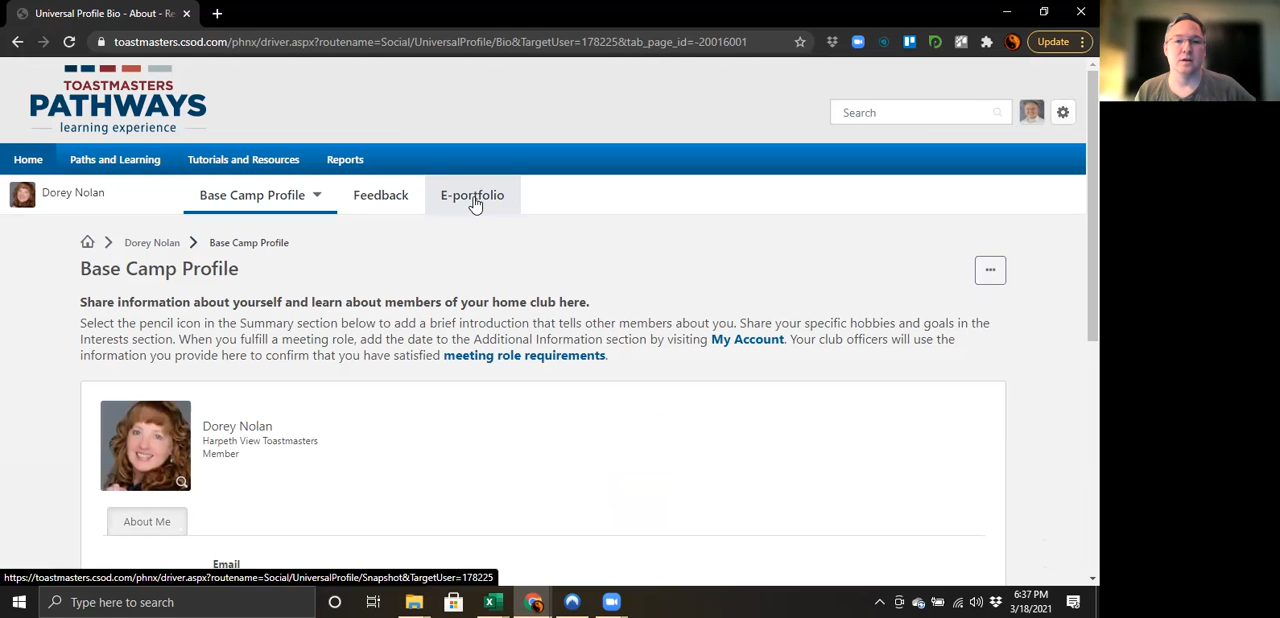 Universal Profile Bio - About - Re
toastmasters.csod.com/phnx/driver.aspx?routename=Social/UniversalProfile/Bio&TargetUser=178225&tab_page_id=-20016001
Update
TOASTMASTERS
PATHWAYS
learning experience
Search
Home
Paths and Learning
Tutorials and Resources
Reports
Dorey Nolan
Base Camp Profile
Feedback
E-portfolio
Dorey Nolan
Base Camp Profile
Base Camp Profile
Share information about yourself and learn about members of your home club here.
Select the pencil icon in the Summary section below to add a brief introduction that tells other members about you. Share your specific hobbies and goals in the
Interests section. When you fulfill a meeting role, add the date to the Additional Information section by visiting My Account. Your club officers will use the
information you provide here to confirm that you have satisfied meeting role requirements.
Dorey Nolan
Harpeth View Toastmasters
Member
About Me
Email
https://toastmasters.csod.com/phnx/driver.aspx?routename=Social/UniversalProfile/Snapshot&TargetUser=178225
Type here to search
6:37 PM
3/18/2021